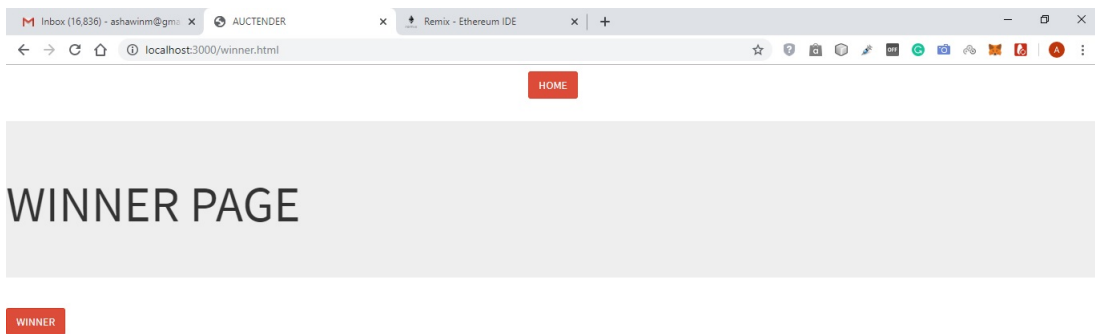 Inbox (16,836) - ashawinm@gma
AUCTENDER
Remix - Ethereum IDE
localhost:3000/winner.html
OFF
A
HOME
WINNER PAGE
WINNER